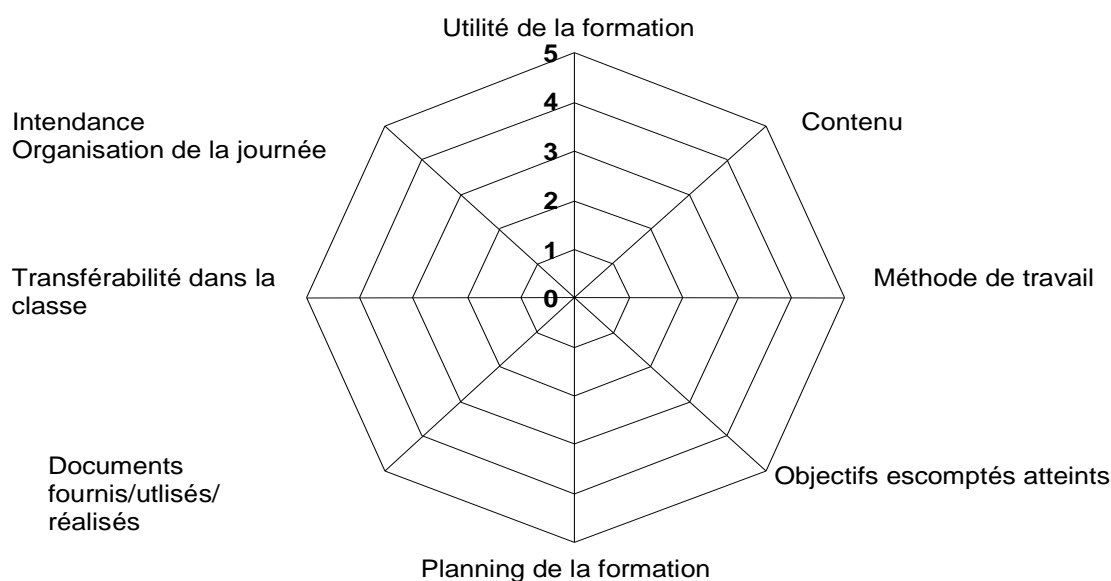 Utilité de la formation
5
4
3
2
1
0
Intendance
Organisation de la journée
Contenu
Transférabilité dans la
classe
Méthode de travail
Documents
fournis/utlisés/
réalisés
Objectifs escomptés atteints
Planning de la formation